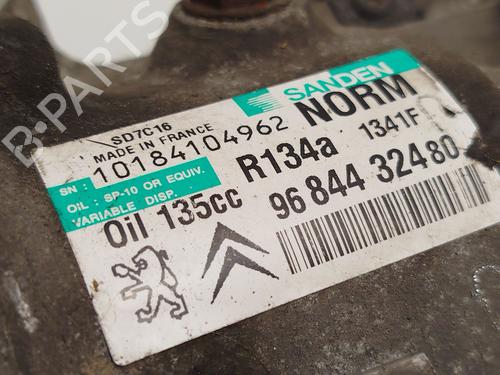 SANDEN
SD7C16
MADE IN FRANCE
NORM
SN : 10184104962
1341F
R134a
OIL : SP-10 OR EQUIV.
VARIABLE DISP.
Oil 135cc
96 844 324 80
B-PARTS